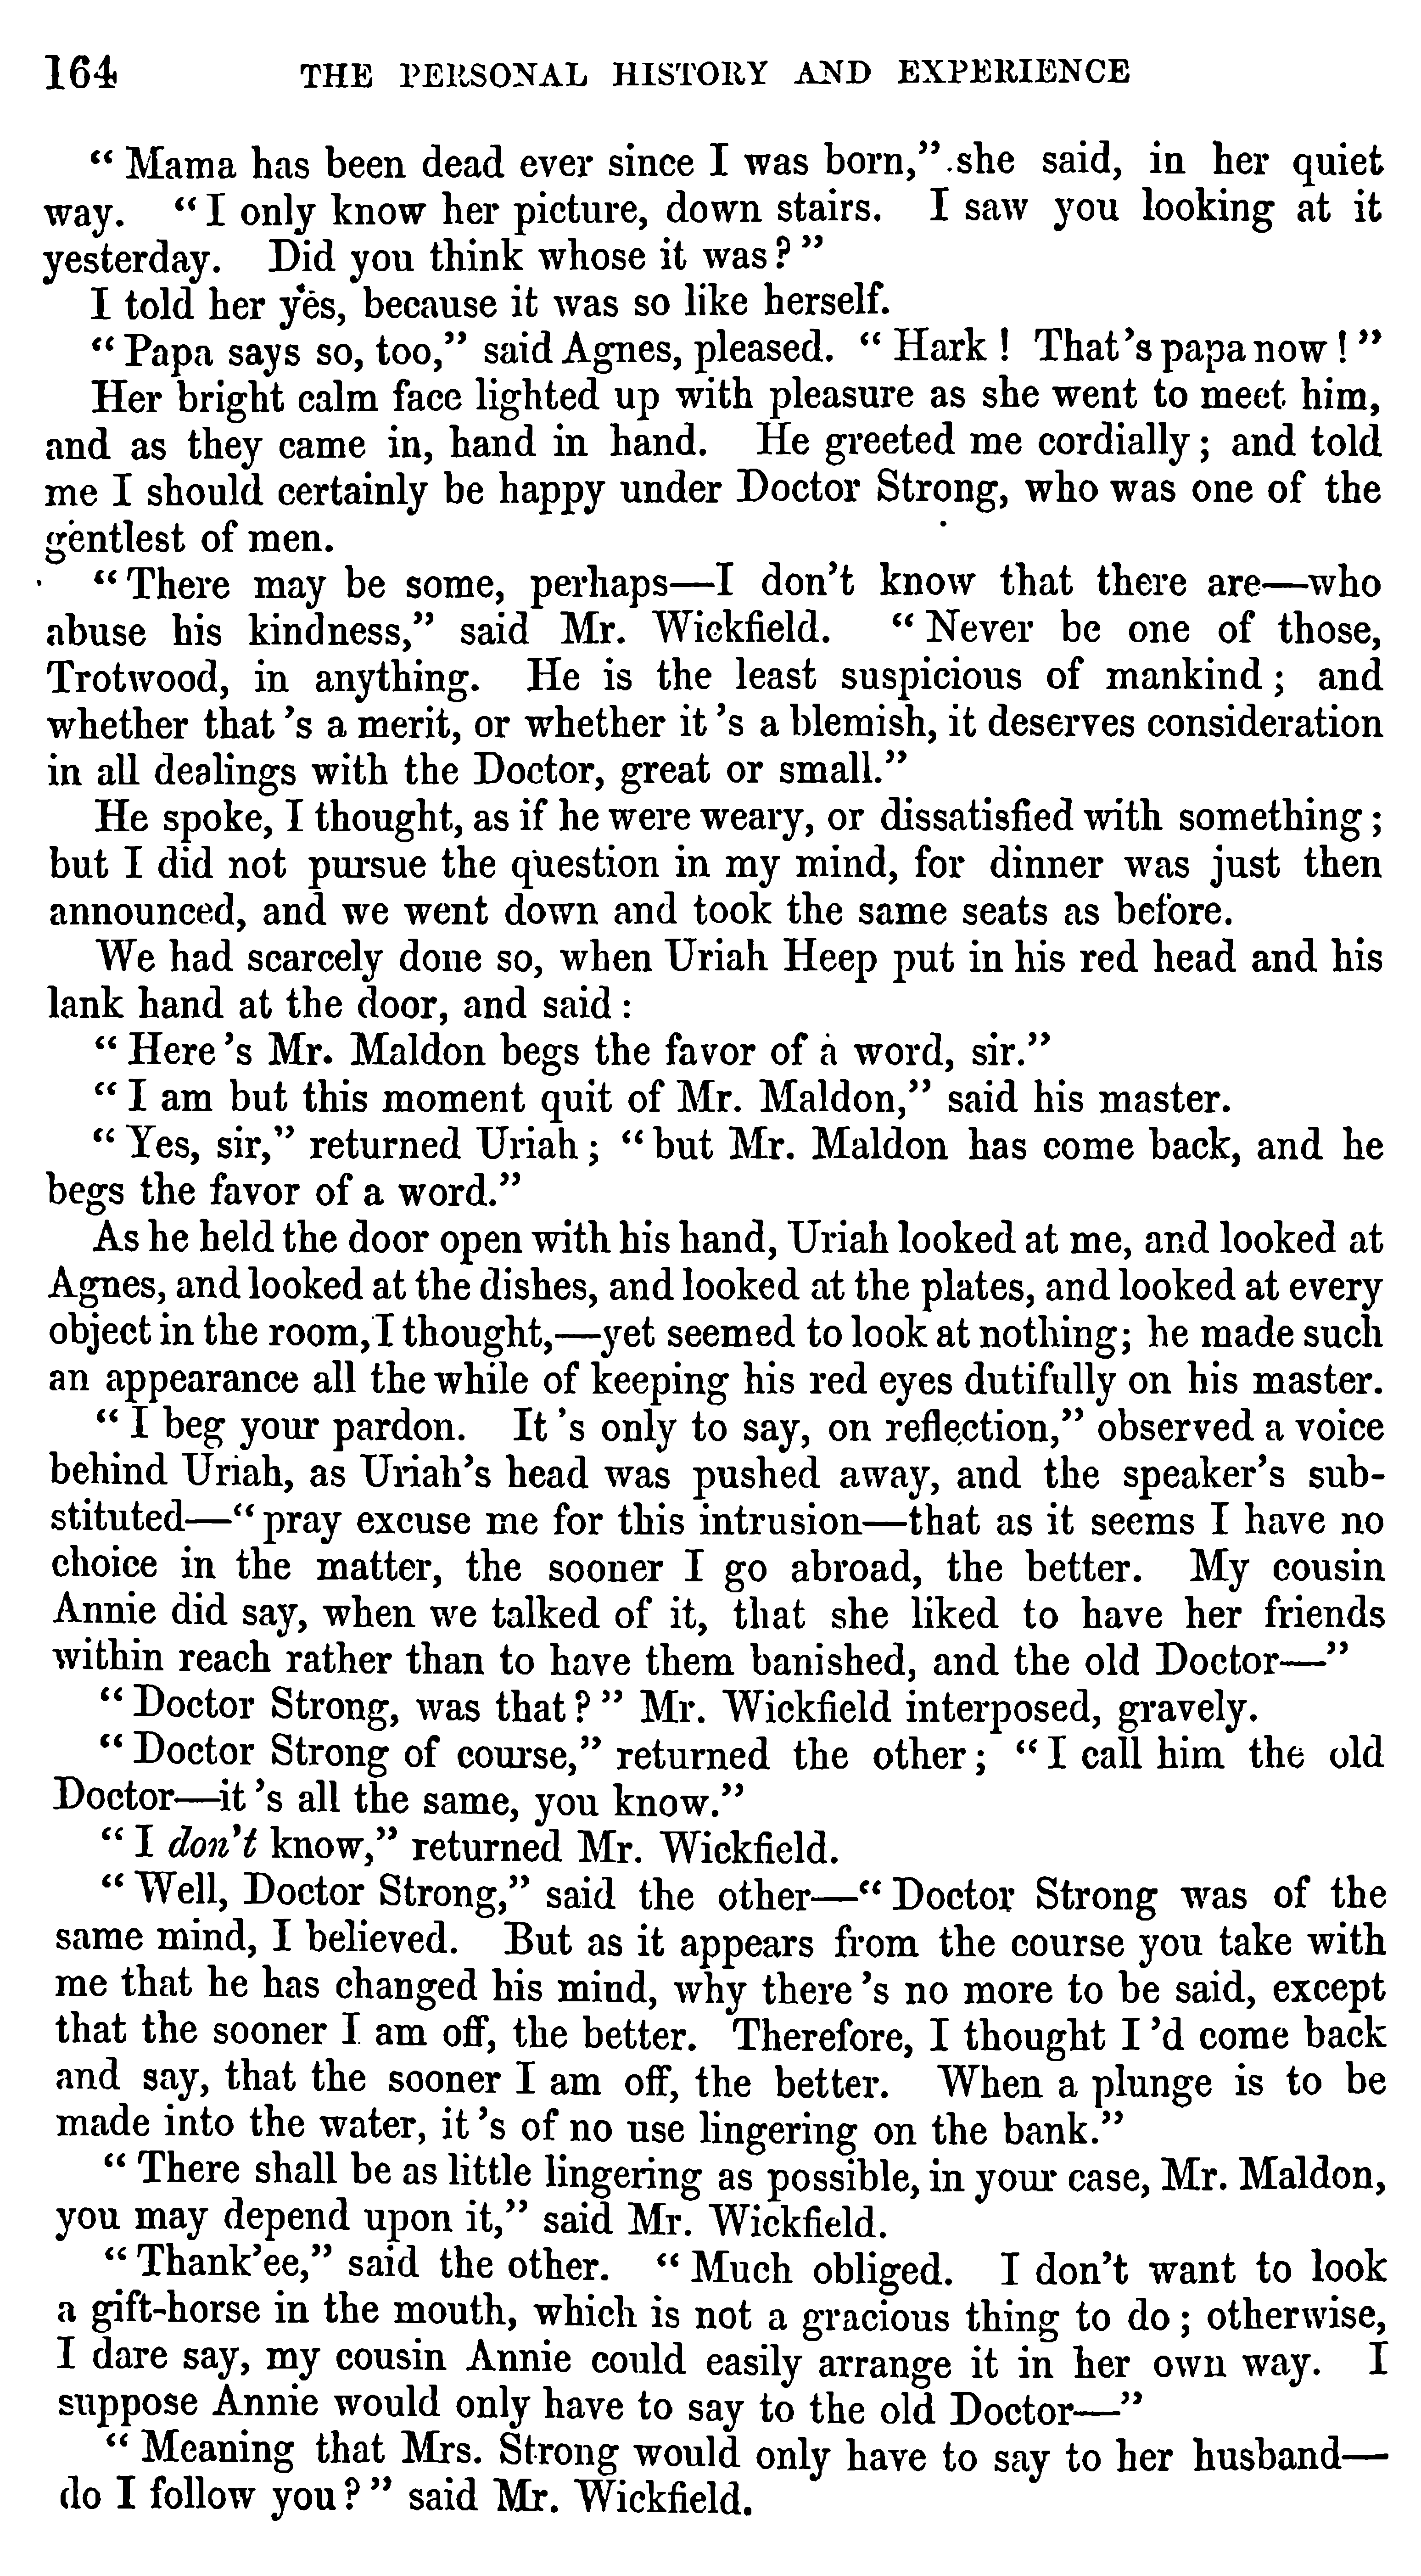 164 THE PERSONAL HISTORY AND EXPERIENCE
“Mama has been dead ever since I was born,” she said, in her quiet
way. “I only know her picture, down stairs. I saw you looking at it
yesterday. Did you think whose it was?”
I told her yes, because it was so like herself.
“Papa says so, too,” said Agnes, pleased. “Hark! That’s papa now!”
Her bright calm face lighted up with pleasure as she went to meet him,
and as they came in, hand in hand. He greeted me cordially; and told
me I should certainly be happy under Doctor Strong, who was one of the
gentlest of men.
“There may be some, perhaps—I don’t know that there are—who
abuse his kindness,” said Mr. Wickfield. “Never be one of those,
Trotwood, in anything. He is the least suspicious of mankind; and
whether that’s a merit, or whether it’s a blemish, it deserves consideration
in all dealings with the Doctor, great or small.”
He spoke, I thought, as if he were weary, or dissatisfied with something;
but I did not pursue the question in my mind, for dinner was just then
announced, and we went down and took the same seats as before.
We had scarcely done so, when Uriah Heep put in his red head and his
lank hand at the door, and said:
“Here’s Mr. Maldon begs the favor of a word, sir.”
“I am but this moment quit of Mr. Maldon,” said his master.
“Yes, sir,” returned Uriah; “but Mr. Maldon has come back, and he
begs the favor of a word.”
As he held the door open with his hand, Uriah looked at me, and looked at
Agnes, and looked at the dishes, and looked at the plates, and looked at every
object in the room, I thought,—yet seemed to look at nothing; he made such
an appearance all the while of keeping his red eyes dutifully on his master.
“I beg your pardon. It’s only to say, on reflection,” observed a voice
behind Uriah, as Uriah’s head was pushed away, and the speaker’s sub-
stituted—“pray excuse me for this intrusion—that as it seems I have no
choice in the matter, the sooner I go abroad, the better. My cousin
Annie did say, when we talked of it, that she liked to have her friends
within reach rather than to have them banished, and the old Doctor—”
“Doctor Strong, was that?” Mr. Wickfield interposed, gravely.
“Doctor Strong of course,” returned the other; “I call him the old
Doctor—it’s all the same, you know.”
“I don’t know,” returned Mr. Wickfield.
“Well, Doctor Strong,” said the other—“Doctor Strong was of the
same mind, I believed. But as it appears from the course you take with
me that he has changed his mind, why there’s no more to be said, except
that the sooner I am off, the better. Therefore, I thought I’d come back
and say, that the sooner I am off, the better. When a plunge is to be
made into the water, it’s of no use lingering on the bank.”
“There shall be as little lingering as possible, in your case, Mr. Maldon,
you may depend upon it,” said Mr. Wickfield.
“Thank’ee,” said the other. “Much obliged. I don’t want to look
a gift-horse in the mouth, which is not a gracious thing to do; otherwise,
I dare say, my cousin Annie could easily arrange it in her own way. I
suppose Annie would only have to say to the old Doctor—”
“Meaning that Mrs. Strong would only have to say to her husband—
do I follow you?” said Mr. Wickfield.